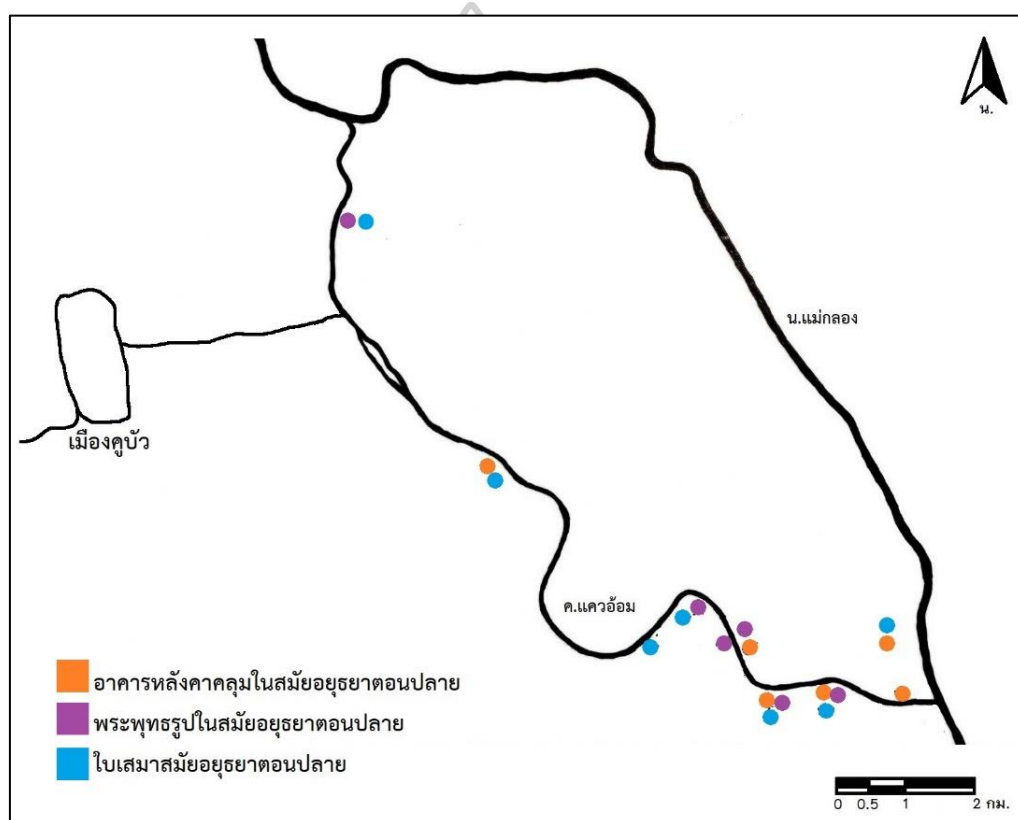 น.
น.แม่กลอง
เมืองคูบัว
ค.แควอ้อม
อาคารหลังคาคลุมในสมัยอยุธยาตอนปลาย
พระพุทธรูปในสมัยอยุธยาตอนปลาย
ใบเสมาสมัยอยุธยาตอนปลาย
0 0.5 1 2 กม.